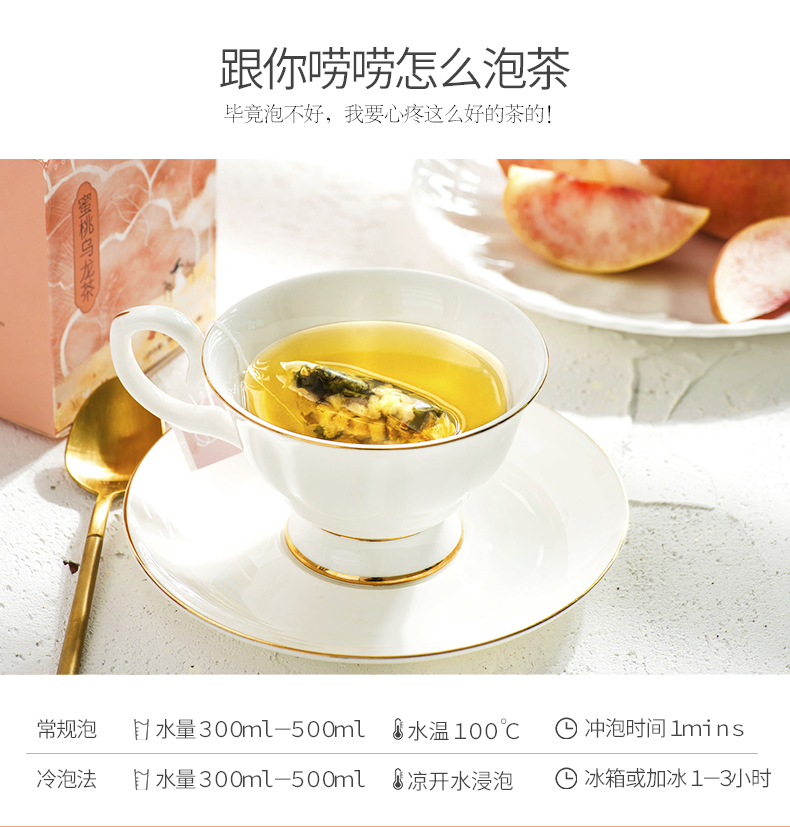 跟你唠唠怎么泡茶
毕竟泡不好，我要心疼这么好的茶的！
蜜桃乌龙茶
常规泡 水量300ml—500ml 水温100℃ 冲泡时间1mins
冷泡法 水量300ml—500ml 凉开水浸泡 冰箱或加冰1—3小时